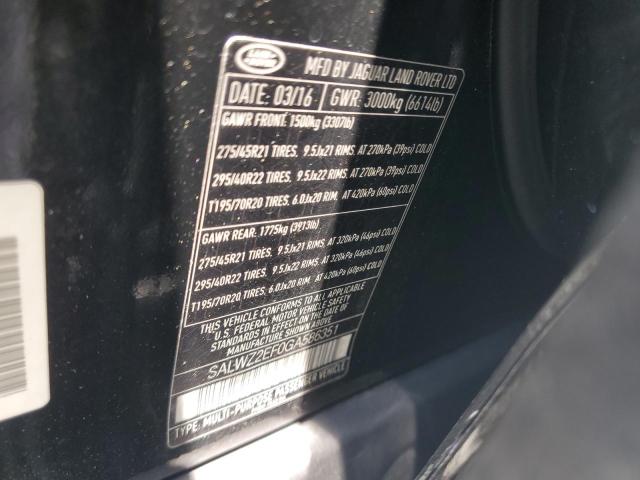 LAND ROVER
MFD BY JAGUAR LAND ROVER LTD
DATE: 03/16 GWR: 3000kg (6614lb)
GAWR FRONT: 1500kg (3307lb)
275/45R21 TIRES. 9.5Jx21 RIMS. AT 270kPa (39psi) COLD
295/40R22 TIRES. 9.5Jx22 RIMS. AT 270kPa (39psi) COLD
T195/70R20 TIRES. 6.0Jx20 RIM. AT 420kPa (60psi) COLD
GAWR REAR: 1775kg (3913lb)
275/45R21 TIRES. 9.5Jx21 RIMS. AT 320kPa (46psi) COLD
295/40R22 TIRES. 9.5Jx22 RIMS. AT 320kPa (46psi) COLD
T195/70R20 TIRES. 6.0Jx20 RIM. AT 420kPa (60psi) COLD
THIS VEHICLE CONFORMS TO ALL APPLICABLE
U.S. FEDERAL MOTOR VEHICLE SAFETY
STANDARDS IN EFFECT ON THE DATE OF
MANUFACTURE SHOWN ABOVE
SALWZ2EF0GA586351
TYPE: MULTI-PURPOSE PASSENGER VEHICLE